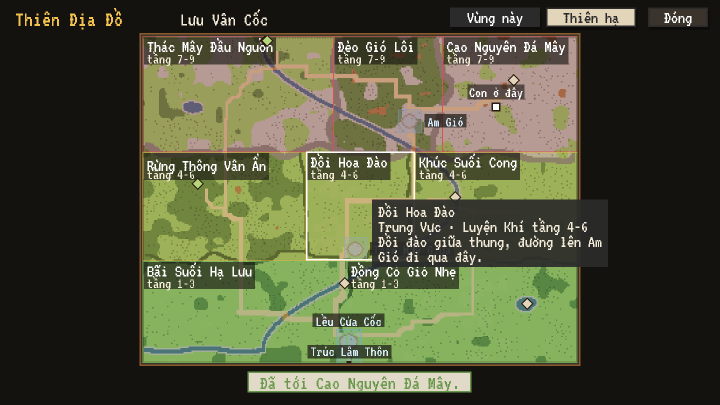 Thiên Địa Đồ
Lưu Vân Cốc
Vùng này
Thiên hạ
Đóng
Thác Mây Đầu Nguồn
tầng 7-9
Đèo Gió Lôi
tầng 7-9
Cao Nguyên Đá Mây
tầng 7-9
Con ở đây
Am Gió
Rừng Thông Vân Ẩn
tầng 4-6
Đồi Hoa Đào
tầng 4-6
Khúc Suối Cong
tầng 4-6
Đồi Hoa Đào
Trung Vực · Luyện Khí tầng 4-6
Đồi đào giữa thung, đường lên Am
Gió đi qua đây.
Bãi Suối Hạ Lưu
tầng 1-3
Đồng Cỏ Gió Nhẹ
tầng 1-3
Lều Cửa Cốc
Trúc Lâm Thôn
Đã tới Cao Nguyên Đá Mây.